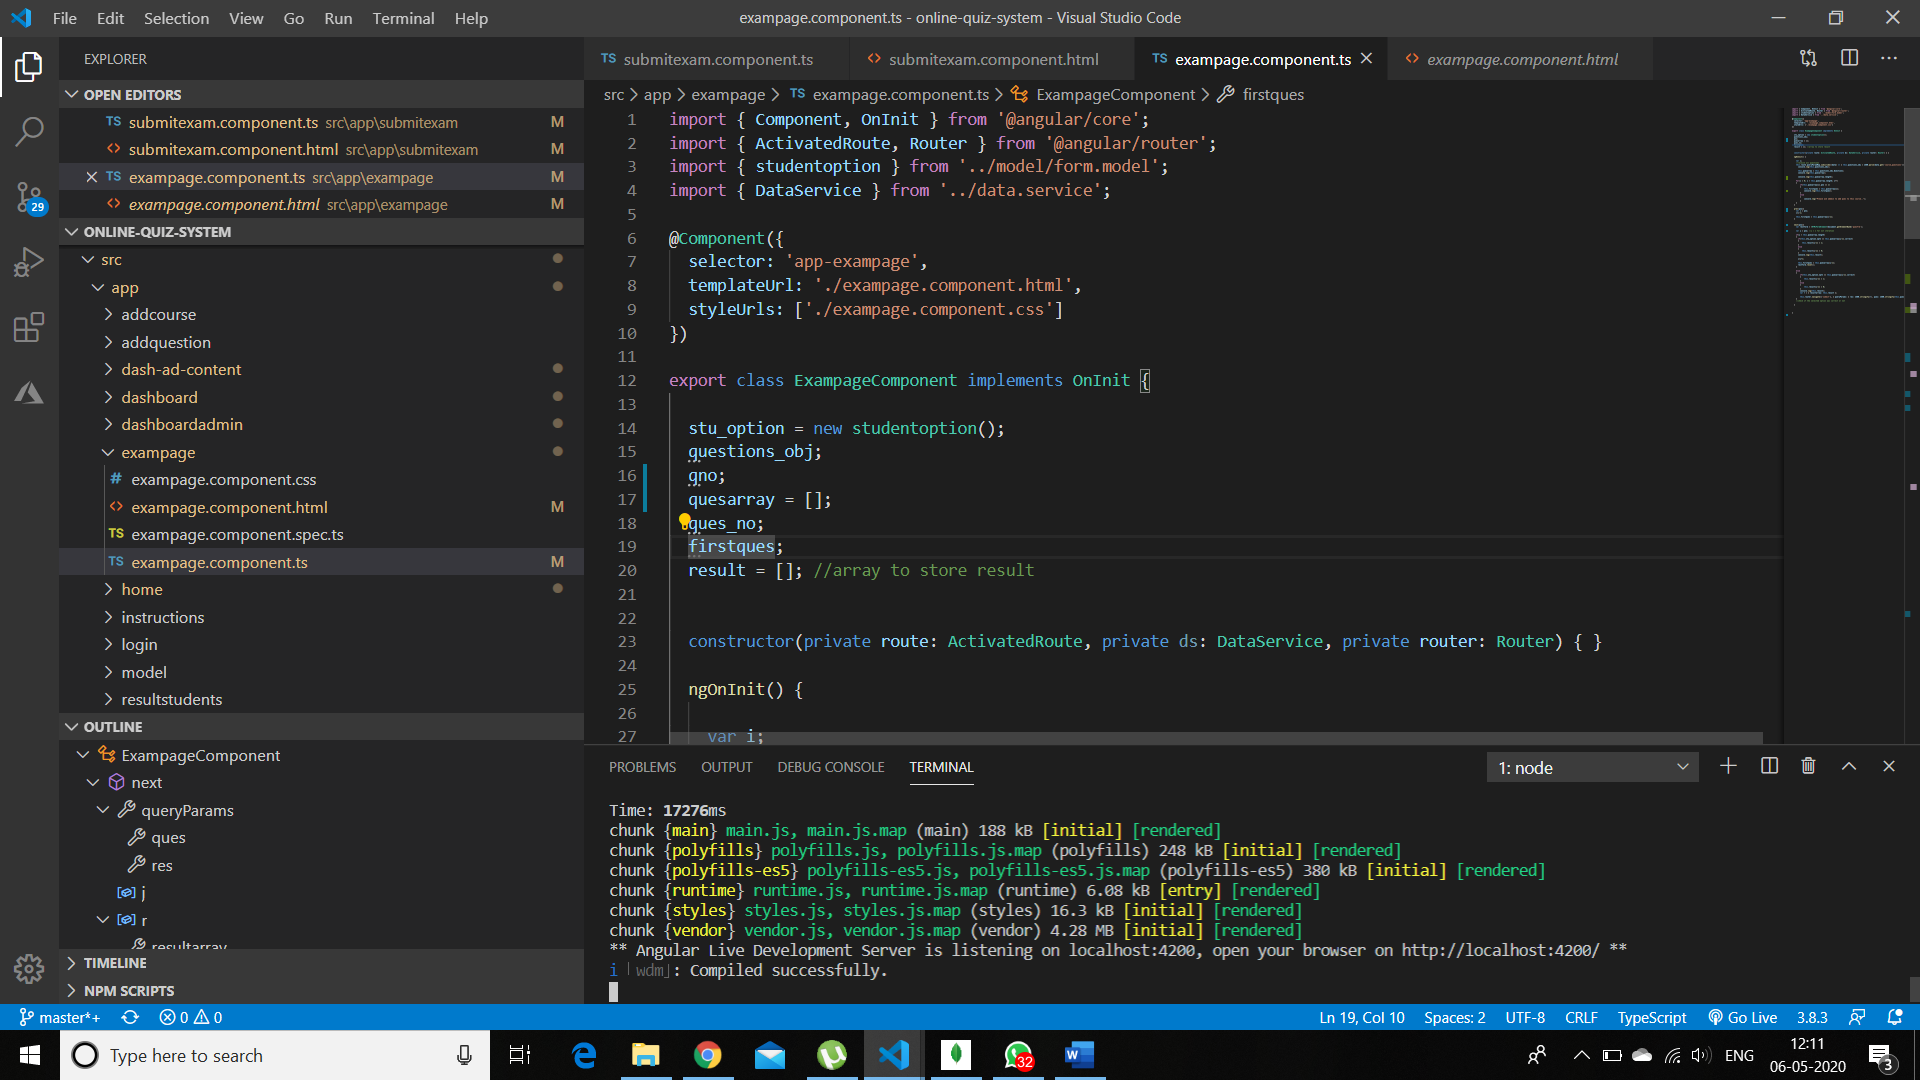 File Edit Selection View Go Run Terminal Help
exampage.component.ts - online-quiz-system - Visual Studio Code
EXPLORER
OPEN EDITORS
TS submitexam.component.ts src\app\submitexam M
<> submitexam.component.html src\app\submitexam M
TS exampage.component.ts src\app\exampage M
<> exampage.component.html src\app\exampage M
ONLINE-QUIZ-SYSTEM
src
app
addcourse
addquestion
dash-ad-content
dashboard
dashboardadmin
exampage
# exampage.component.css
<> exampage.component.html M
TS exampage.component.spec.ts
TS exampage.component.ts M
home
instructions
login
model
resultstudents
OUTLINE
ExampageComponent
next
queryParams
ques
res
j
r
resultarray
TIMELINE
NPM SCRIPTS
29
TS submitexam.component.ts
<> submitexam.component.html
TS exampage.component.ts
<> exampage.component.html
src > app > exampage > TS exampage.component.ts > ExampageComponent > firstques
1 import { Component, OnInit } from '@angular/core';
2 import { ActivatedRoute, Router } from '@angular/router';
3 import { studentoption } from '../model/form.model';
4 import { DataService } from '../data.service';
5
6 @Component({
7 selector: 'app-exampage',
8 templateUrl: './exampage.component.html',
9 styleUrls: ['./exampage.component.css']
10 })
11
12 export class ExampageComponent implements OnInit {
13
14 stu_option = new studentoption();
15 questions_obj;
16 qno;
17 quesarray = [];
18 ques_no;
19 firstques;
20 result = []; //array to store result
21
22
23 constructor(private route: ActivatedRoute, private ds: DataService, private router: Router) { }
24
25 ngOnInit() {
26
27 var i;
PROBLEMS OUTPUT DEBUG CONSOLE TERMINAL
1: node
Time: 17276ms
chunk {main} main.js, main.js.map (main) 188 kB [initial] [rendered]
chunk {polyfills} polyfills.js, polyfills.js.map (polyfills) 248 kB [initial] [rendered]
chunk {polyfills-es5} polyfills-es5.js, polyfills-es5.js.map (polyfills-es5) 380 kB [initial] [rendered]
chunk {runtime} runtime.js, runtime.js.map (runtime) 6.08 kB [entry] [rendered]
chunk {styles} styles.js, styles.js.map (styles) 16.3 kB [initial] [rendered]
chunk {vendor} vendor.js, vendor.js.map (vendor) 4.28 MB [initial] [rendered]
** Angular Live Development Server is listening on localhost:4200, open your browser on http://localhost:4200/ **
i ｢wdm｣: Compiled successfully.
master*+ 0 0
Ln 19, Col 10 Spaces: 2 UTF-8 CRLF TypeScript Go Live 3.8.3
Type here to search
32
ENG
12:11
06-05-2020
3